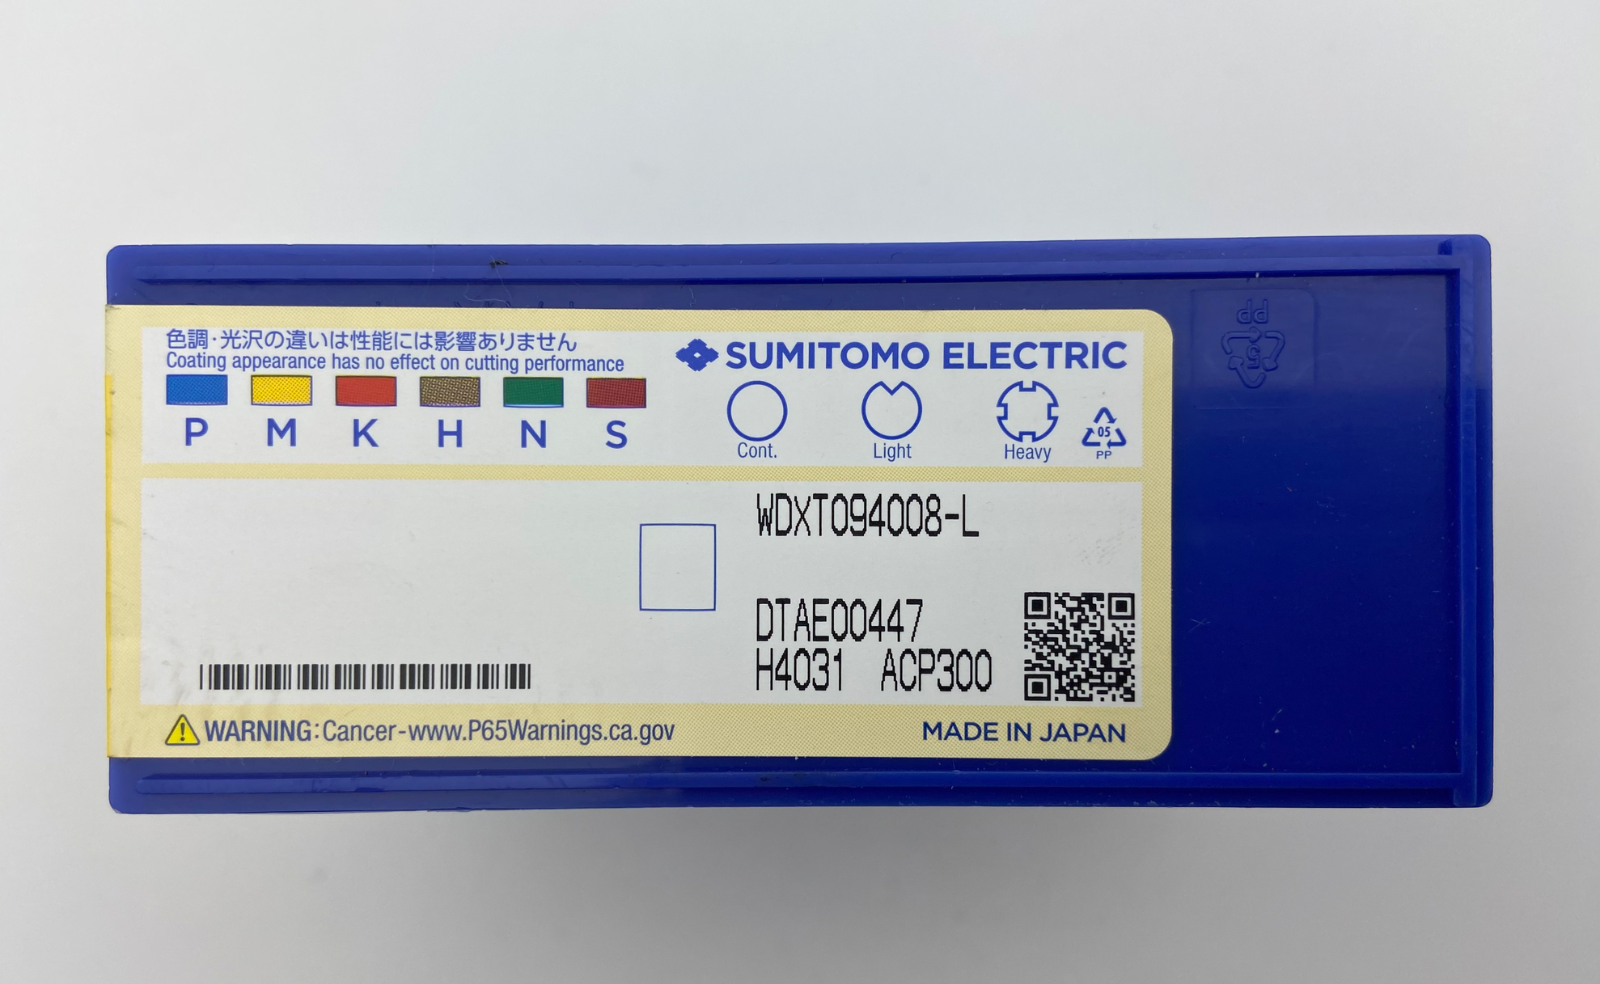 色調・光沢の違いは性能には影響ありません
Coating appearance has no effect on cutting performance
SUMITOMO ELECTRIC
P M K H N S
Cont. Light Heavy
05
PP
WDXT094008-L
DTAE00447
H4031 ACP300
WARNING:Cancer-www.P65Warnings.ca.gov
MADE IN JAPAN
PP
05